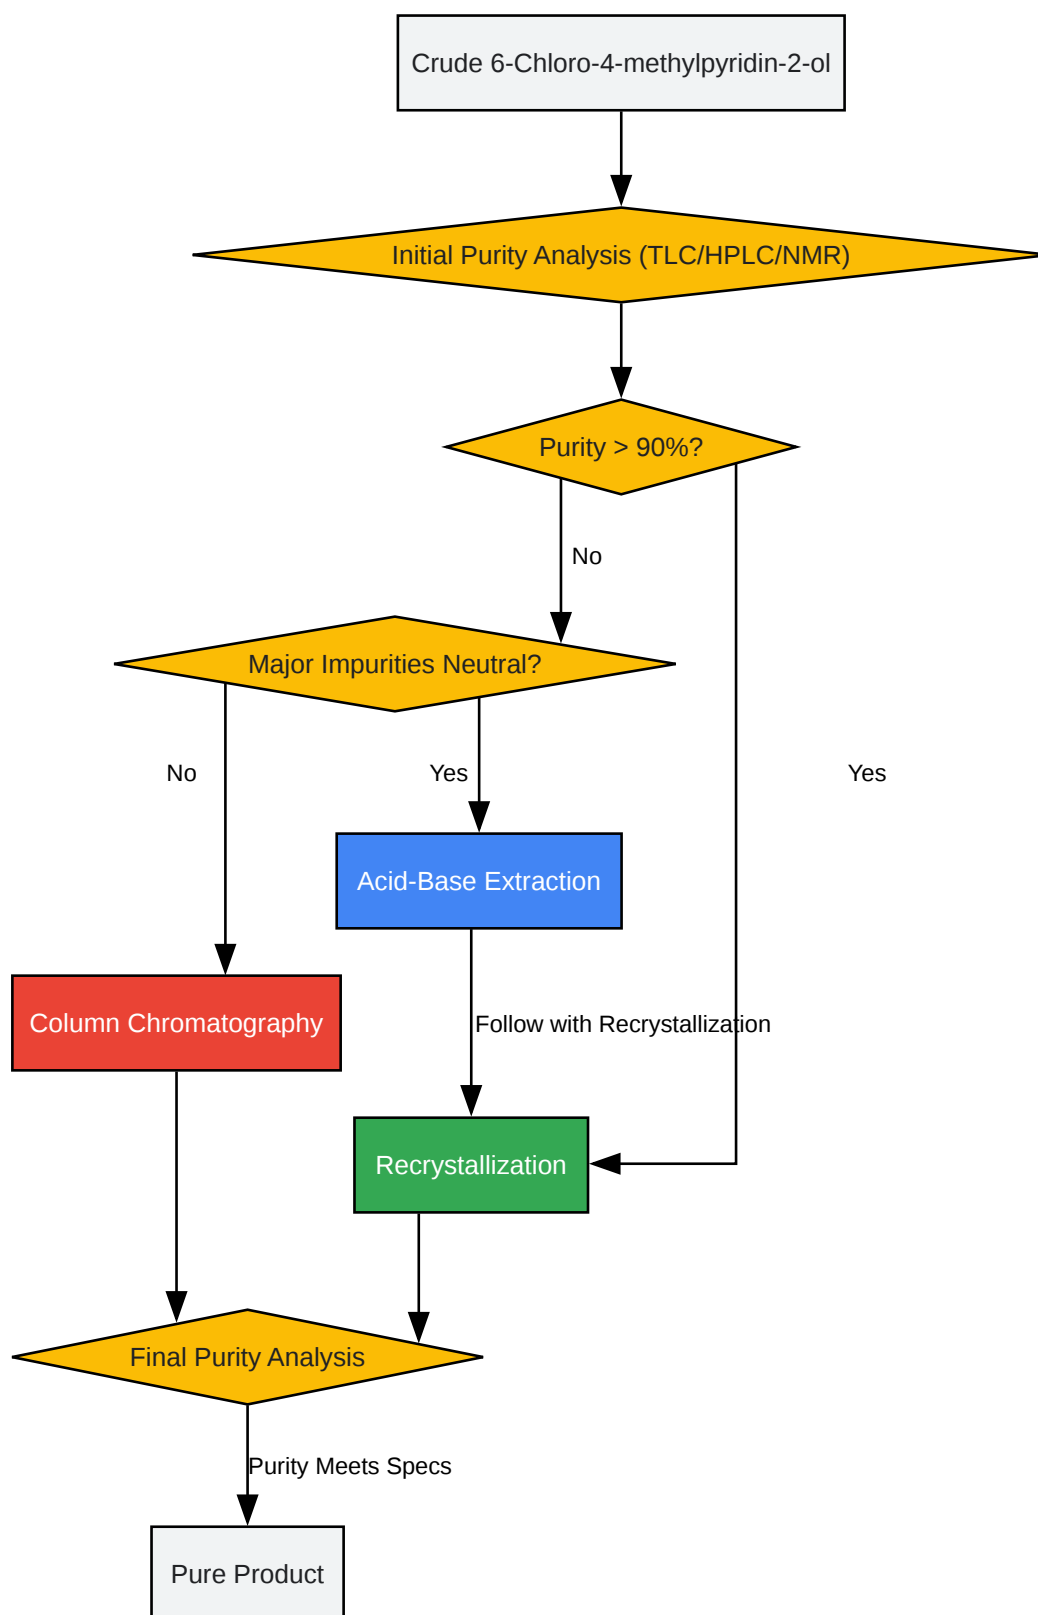 Crude 6-Chloro-4-methylpyridin-2-ol
Initial Purity Analysis (TLC/HPLC/NMR)
Purity > 90%?
No
Major Impurities Neutral?
No
Yes
Yes
Acid-Base Extraction
Column Chromatography
Follow with Recrystallization
Recrystallization
Final Purity Analysis
Purity Meets Specs
Pure Product